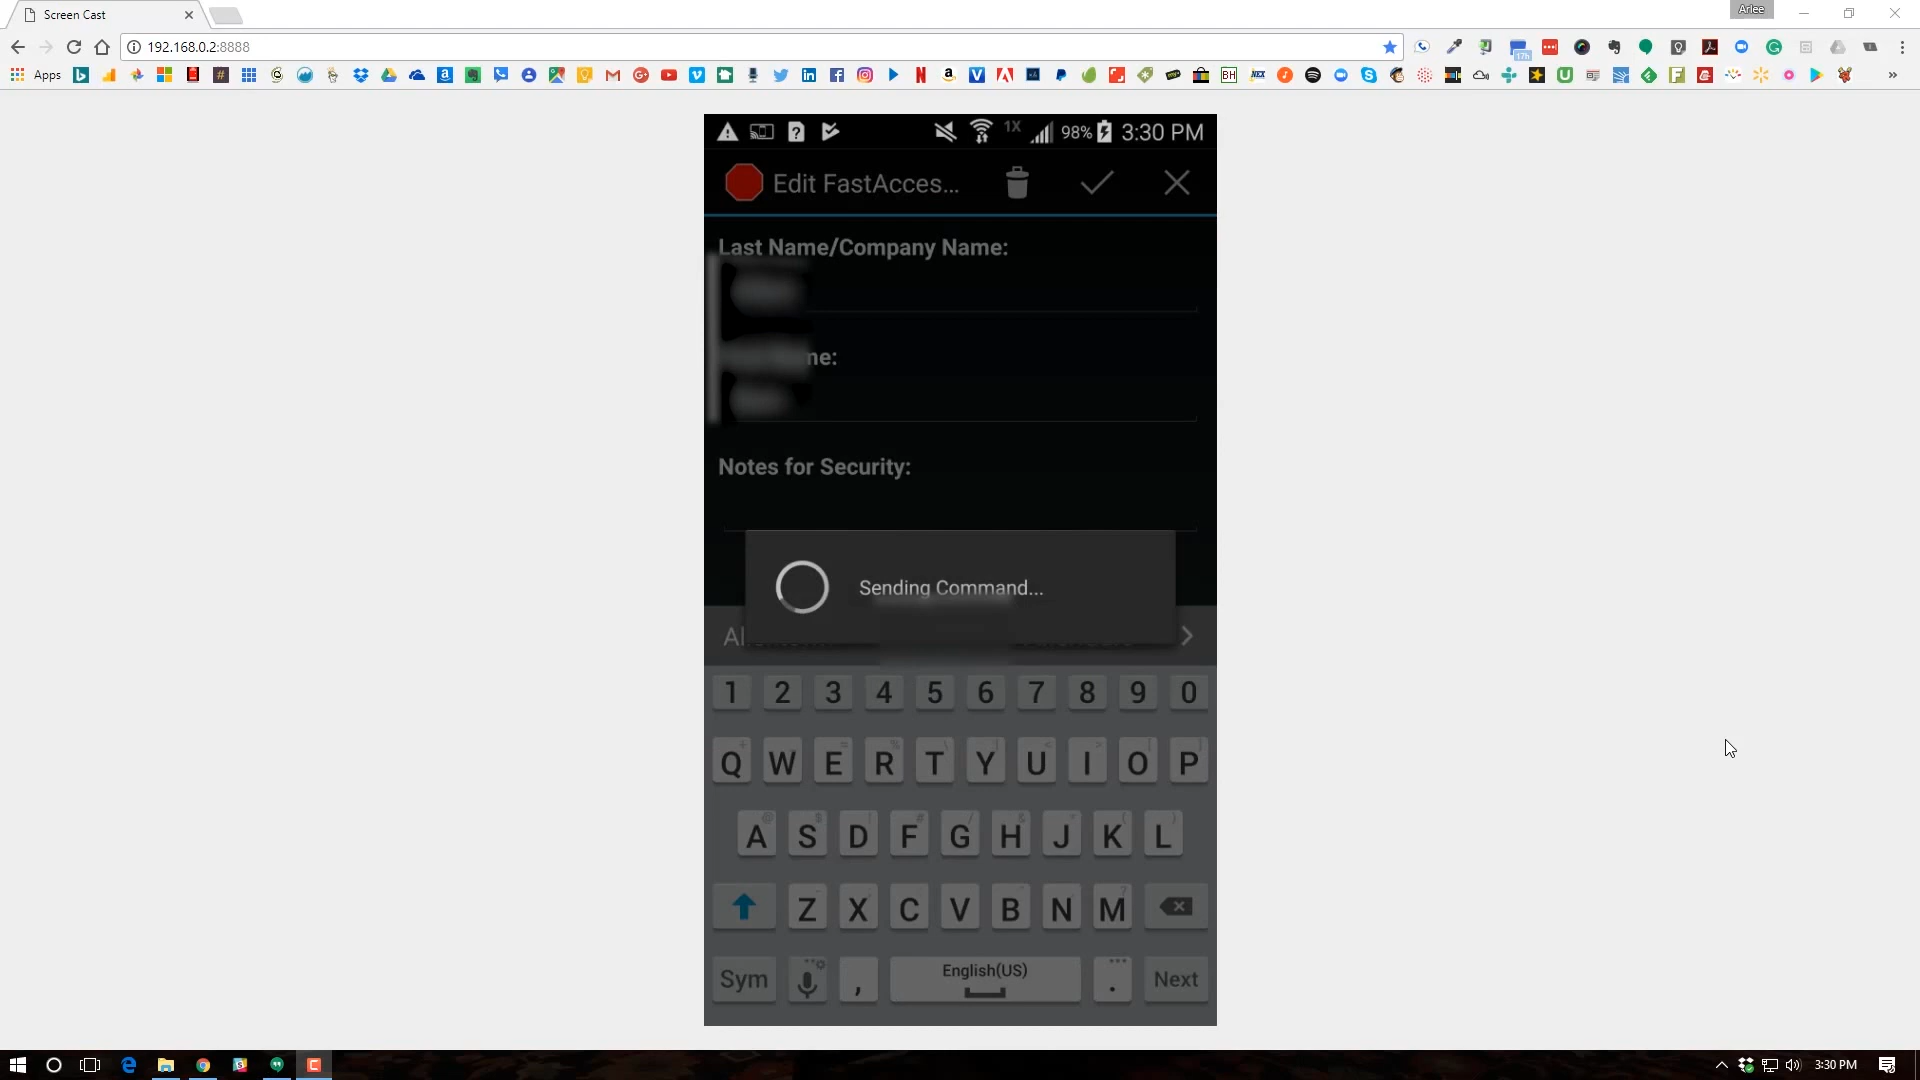 Screen Cast
Arlee
192.168.0.2:8888
Apps
1X 98% 3:30 PM
Edit FastAcces...
Last Name/Company Name:
Notes for Security:
Sending Command...
1 2 3 4 5 6 7 8 9 0
Q W E R T Y U I O P
A S D F G H J K L
Z X C V B N M
Sym , English(US) . Next
3:30 PM